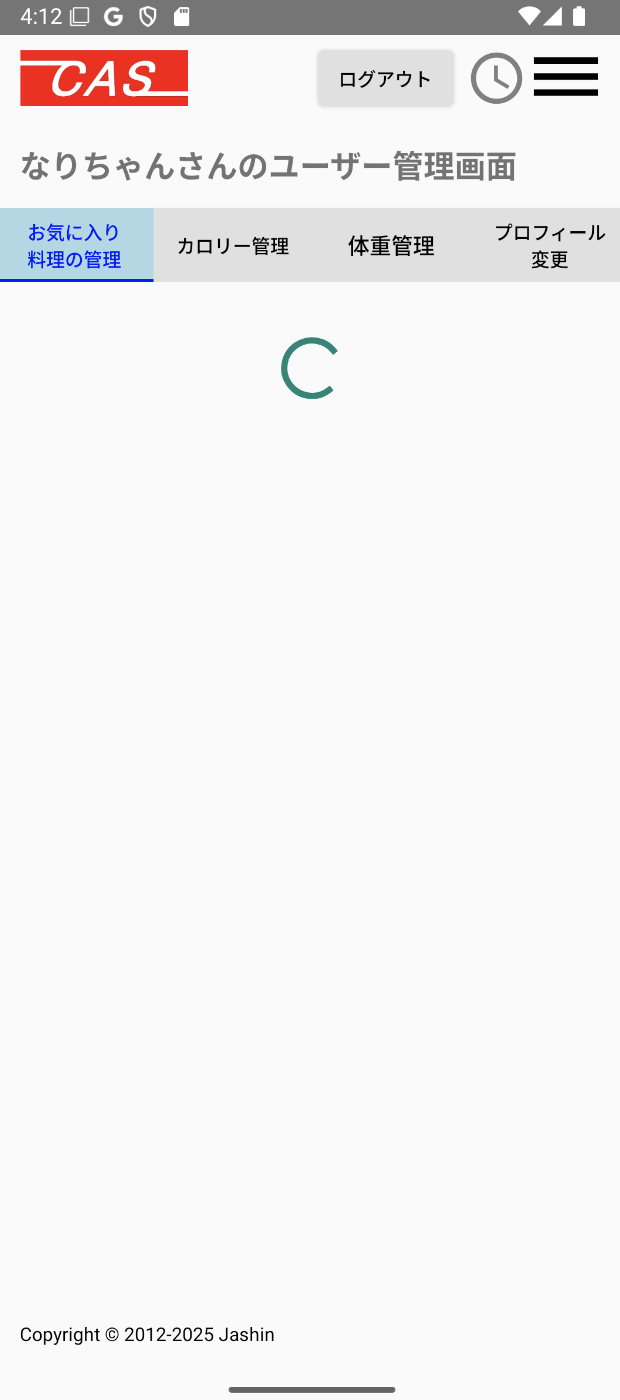 4:12
CAS
ログアウト
なりちゃんさんのユーザー管理画面
お気に入り
料理の管理
カロリー管理
体重管理
プロフィール
変更
Copyright © 2012-2025 Jashin